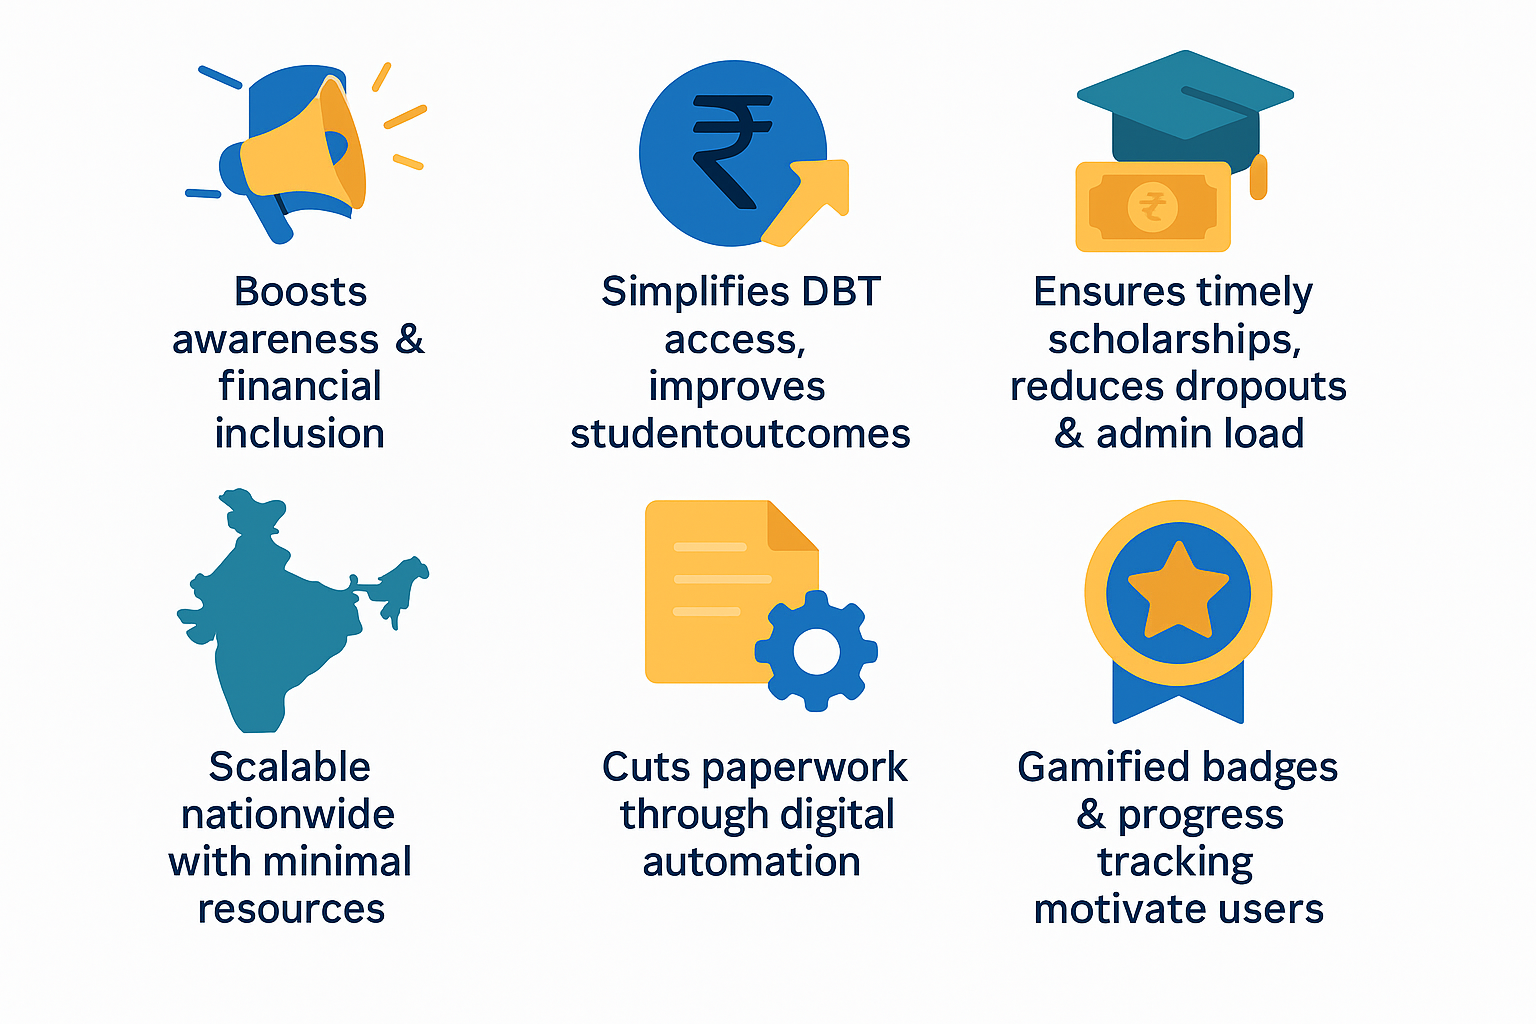 Boosts
awareness &
financial
inclusion
Simplifies DBT
access,
improves
studentoutcomes
Ensures timely
scholarships,
reduces dropouts
& admin load
Scalable
nationwide
with minimal
resources
Cuts paperwork
through digital
automation
Gamified badges
& progress
tracking
motivate users
₹
₹